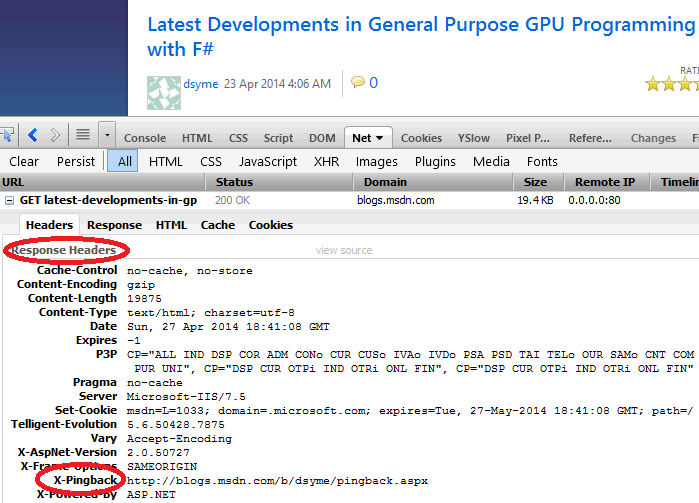 Latest Developments in General Purpose GPU Programming
with F#
RATE
dsyme 23 Apr 2014 4:06 AM 0
Console HTML CSS Script DOM Net Cookies YSlow Pixel P... Refere... Changes F
Clear Persist All HTML CSS JavaScript XHR Images Plugins Media Fonts
URL Status Domain Size Remote IP Timelin
GET latest-developments-in-gp 200 OK blogs.msdn.com 19.4 KB 0.0.0.0:80
Headers Response HTML Cache Cookies
Response Headers view source
Cache-Control no-cache, no-store
Content-Encoding gzip
Content-Length 19875
Content-Type text/html; charset=utf-8
Date Sun, 27 Apr 2014 18:41:08 GMT
Expires -1
P3P CP="ALL IND DSP COR ADM CONo CUR CUSo IVAo IVDo PSA PSD TAI TELo OUR SAMo CNT COM
PUR UNI", CP="DSP CUR OTPi IND OTRi ONL FIN", CP="DSP CUR OTPi IND OTRi ONL FIN"
Pragma no-cache
Server Microsoft-IIS/7.5
Set-Cookie msdn=L=1033; domain=.microsoft.com; expires=Tue, 27-May-2014 18:41:08 GMT; path=/
Telligent-Evolution 5.6.50428.7875
Vary Accept-Encoding
X-AspNet-Version 2.0.50727
X-Frame-Options SAMEORIGIN
X-Pingback http://blogs.msdn.com/b/dsyme/pingback.aspx
X-Powered-by ASP.NET